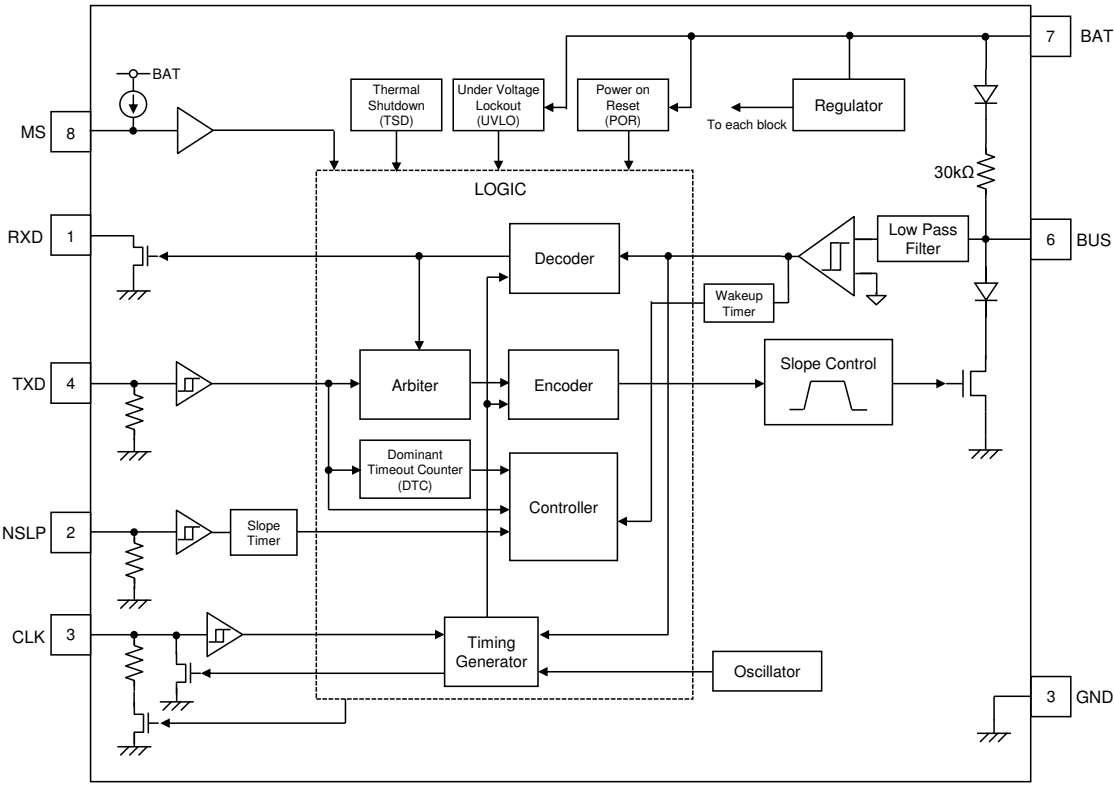 BAT
7
BAT
MS
8
Thermal
Shutdown
(TSD)
Under Voltage
Lockout
(UVLO)
Power on
Reset
(POR)
To each block
Regulator
30kΩ
LOGIC
RXD
1
Decoder
Low Pass
Filter
6
BUS
Wakeup
Timer
TXD
4
Arbiter
Encoder
Slope Control
Dominant
Timeout Counter
(DTC)
Controller
NSLP
2
Slope
Timer
CLK
3
Timing
Generator
Oscillator
3
GND